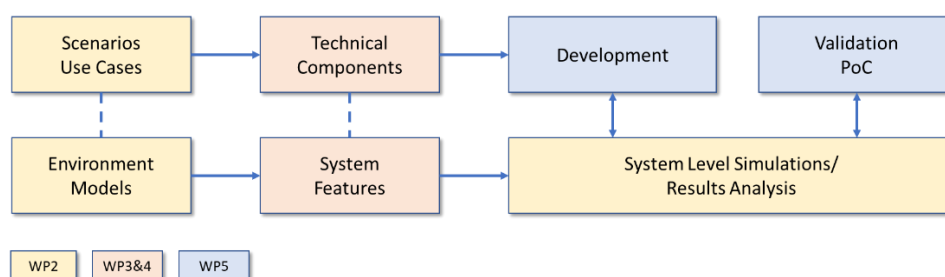 Scenarios
Use Cases
Technical
Components
Development
Validation
PoC
Environment
Models
System
Features
System Level Simulations/
Results Analysis
WP2
WP3&4
WP5